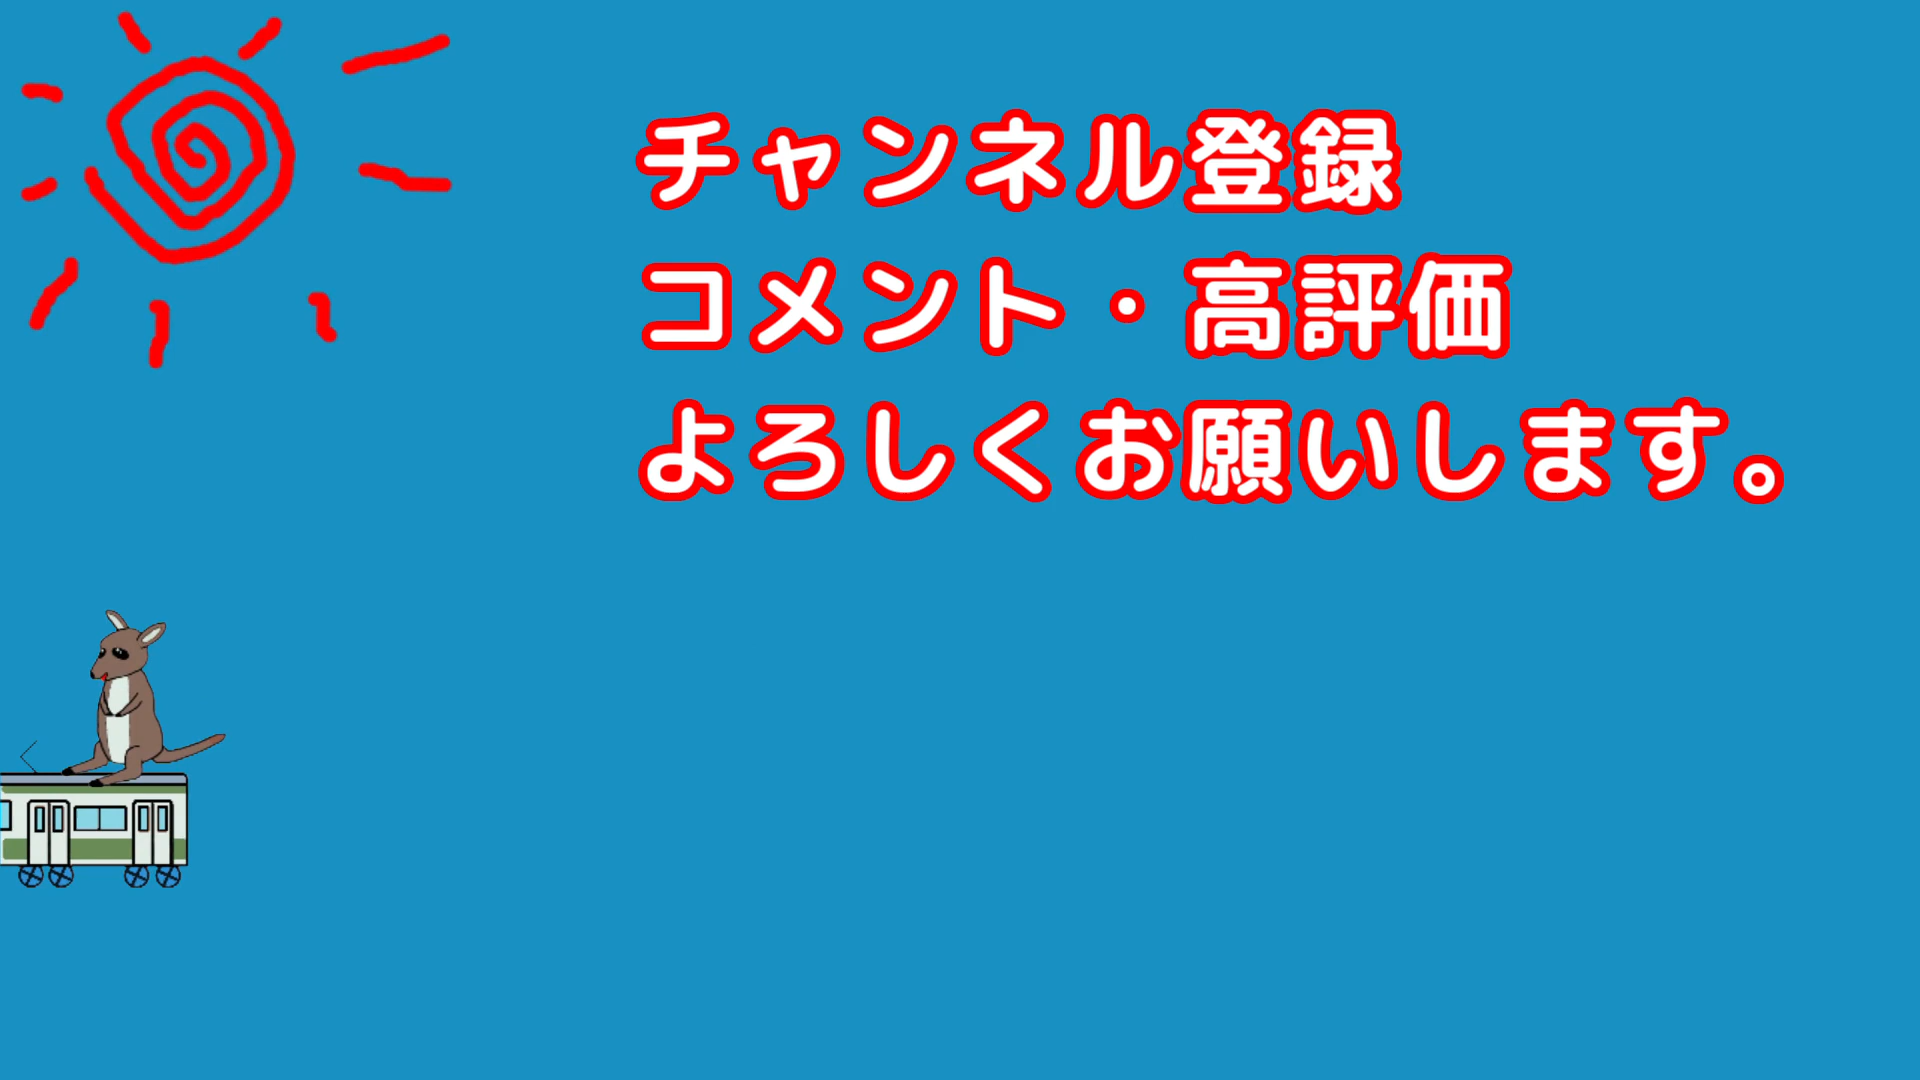 チャンネル登録
コメント・高評価
よろしくお願いします。